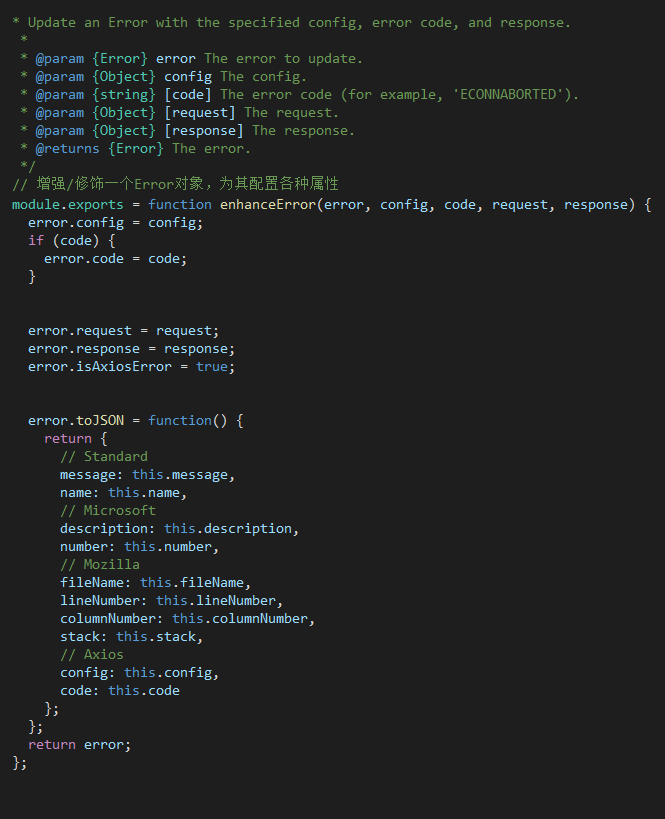 * Update an Error with the specified config, error code, and response.
 *
 * @param {Error} error The error to update.
 * @param {Object} config The config.
 * @param {string} [code] The error code (for example, 'ECONNABORTED').
 * @param {Object} [request] The request.
 * @param {Object} [response] The response.
 * @returns {Error} The error.
 */
// 增强/修饰一个Error对象，为其配置各种属性
module.exports = function enhanceError(error, config, code, request, response) {
  error.config = config;
  if (code) {
    error.code = code;
  }
  error.request = request;
  error.response = response;
  error.isAxiosError = true;
  error.toJSON = function() {
    return {
      // Standard
      message: this.message,
      name: this.name,
      // Microsoft
      description: this.description,
      number: this.number,
      // Mozilla
      fileName: this.fileName,
      lineNumber: this.lineNumber,
      columnNumber: this.columnNumber,
      stack: this.stack,
      // Axios
      config: this.config,
      code: this.code
    };
  };
  return error;
};